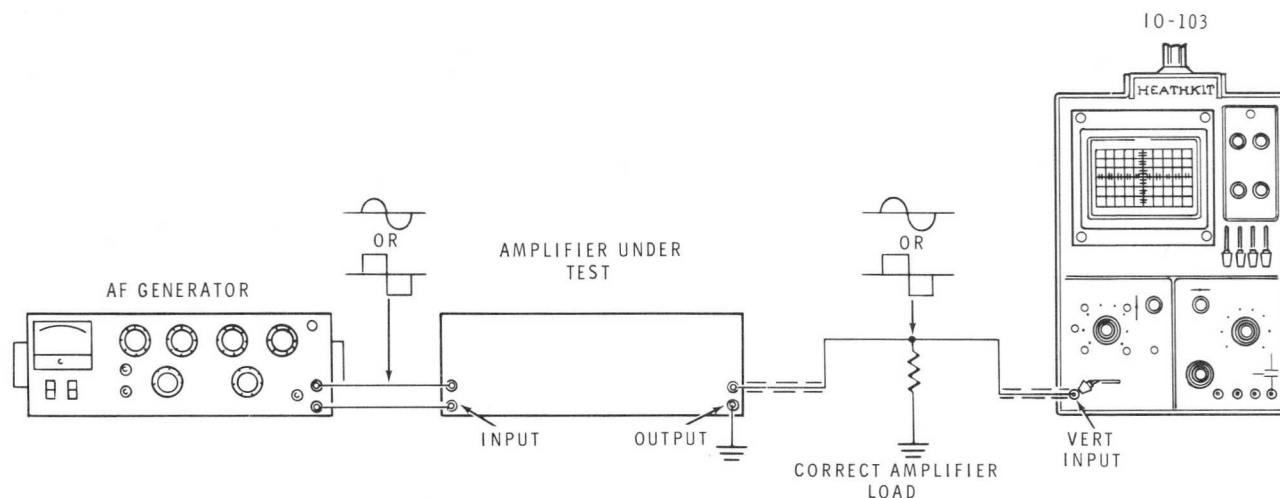 IO-103
HEATHKIT
OR
AMPLIFIER UNDER
TEST
OR
AF GENERATOR
INPUT
OUTPUT
CORRECT AMPLIFIER
LOAD
VERT
INPUT